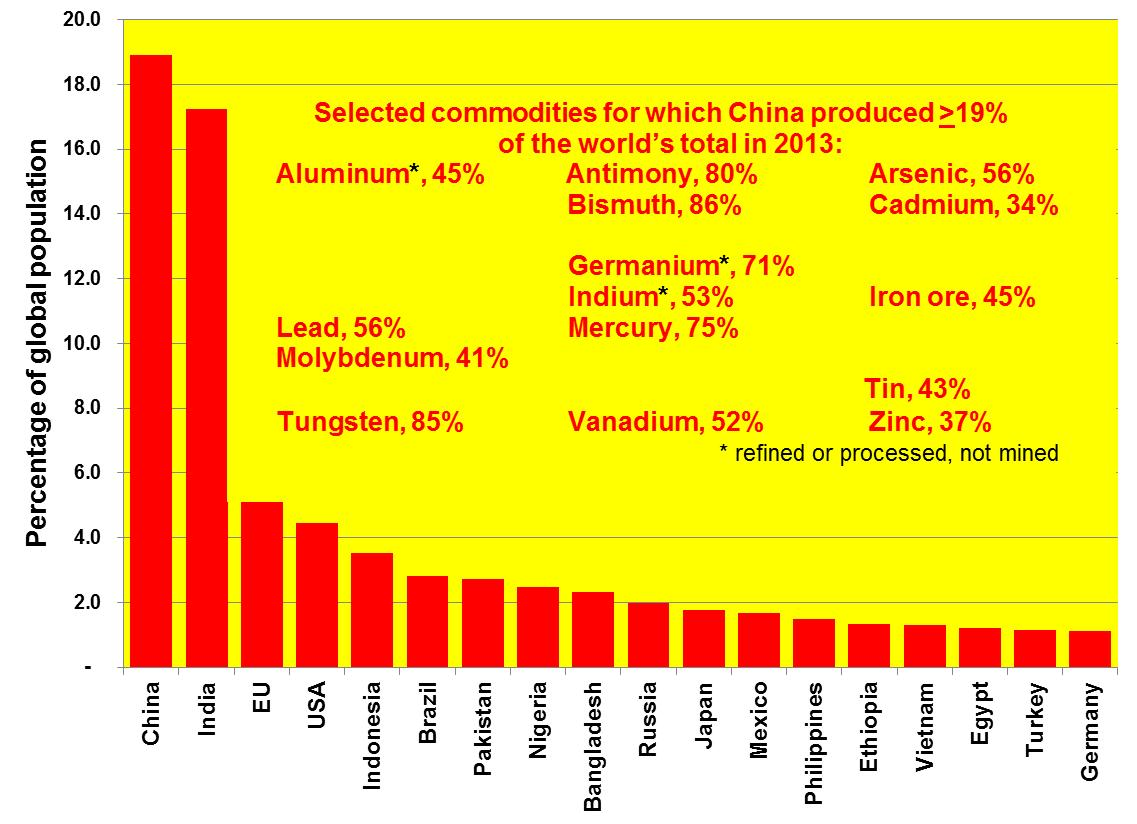 20.0
18.0
16.0
14.0
12.0
10.0
8.0
6.0
4.0
2.0
-
Percentage of global population
Selected commodities for which China produced >19%
of the world’s total in 2013:
Aluminum*, 45% Antimony, 80% Arsenic, 56%
Bismuth, 86% Cadmium, 34%
Germanium*, 71%
Indium*, 53% Iron ore, 45%
Lead, 56% Mercury, 75%
Molybdenum, 41%
Tin, 43%
Tungsten, 85% Vanadium, 52% Zinc, 37%
* refined or processed, not mined
China
India
EU
USA
Indonesia
Brazil
Pakistan
Nigeria
Bangladesh
Russia
Japan
Mexico
Philippines
Ethiopia
Vietnam
Egypt
Turkey
Germany